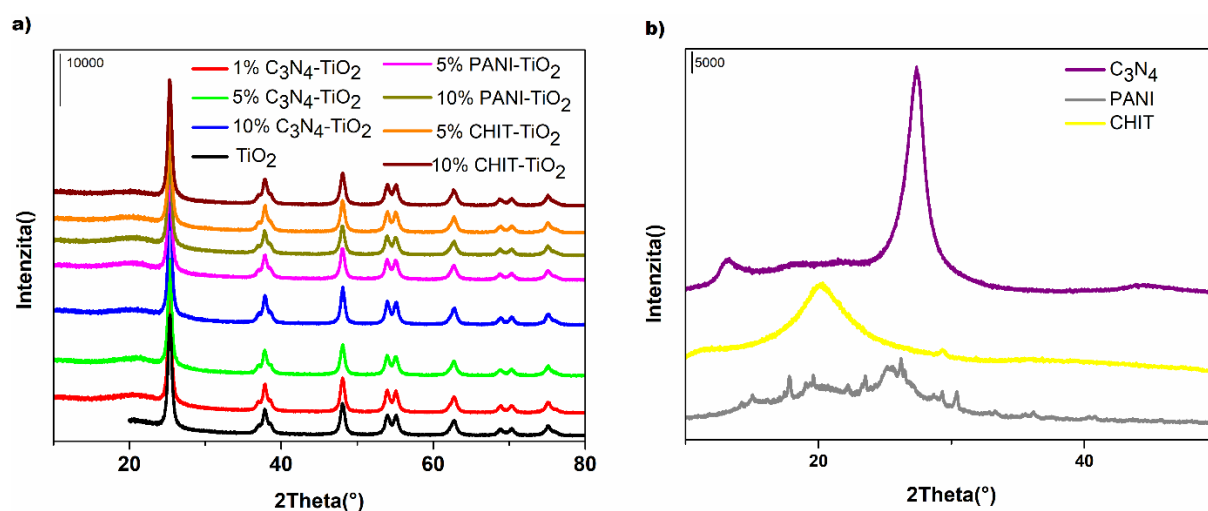 a)
10000
1% C₃N₄-TiO₂
5% C₃N₄-TiO₂
10% C₃N₄-TiO₂
TiO₂
5% PANI-TiO₂
10% PANI-TiO₂
5% CHIT-TiO₂
10% CHIT-TiO₂
Intenzita()
20 40 60 80
2Theta(°)
b)
5000
C₃N₄
PANI
CHIT
Intenzita()
20 40
2Theta(°)